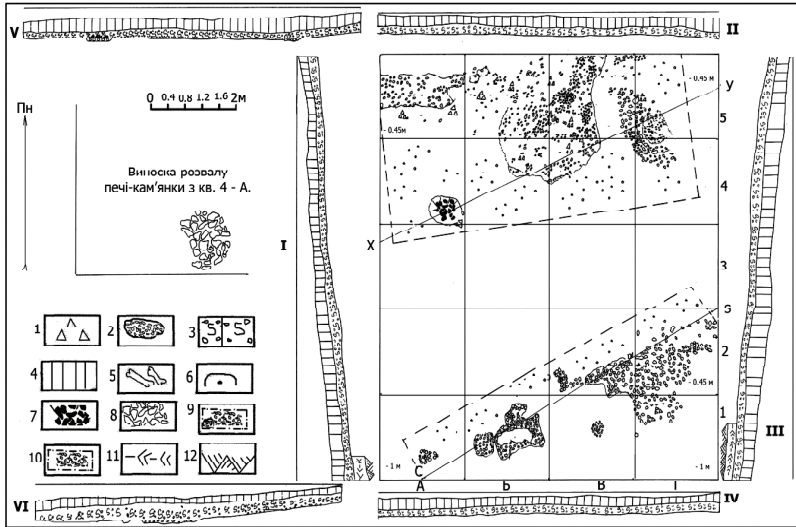 V
II
Пн
0 0.4 0.8 1.2 1.6 2м
Виноска розвалу
печі-кам'янки з кв. 4 - А.
I
-0.45м
У
5
-0.45м
4
Х
3
S
2
-0.45 м
1
III
1
2
3
4
5
6
7
8
9
10
11
12
С
-1 м
-1 м
А
Б
В
Г
VI
IV